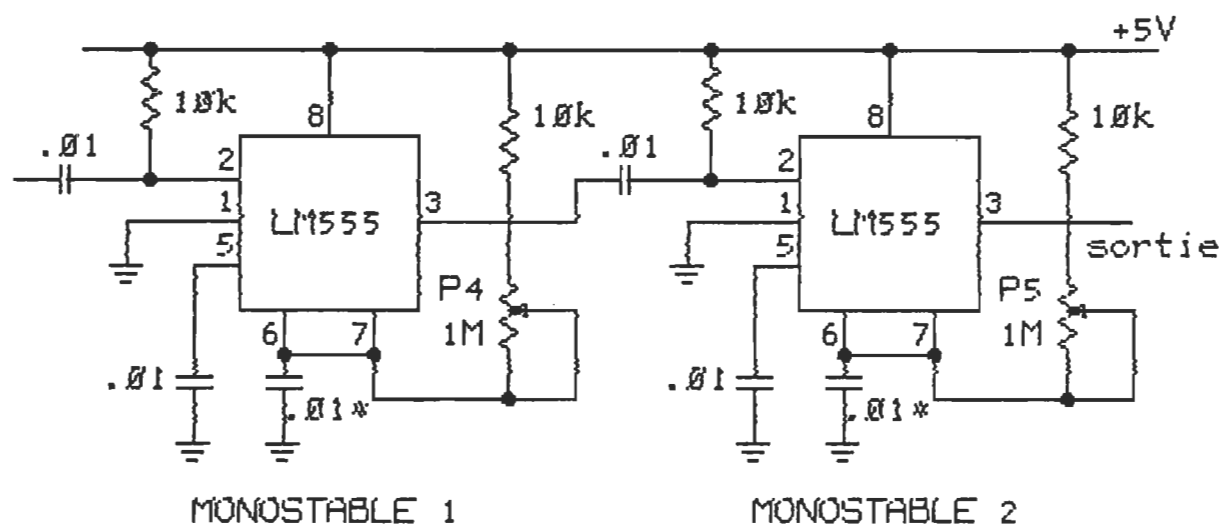 +5V
10k
8
10k
10k
8
10k
.01
2
.01
2
1
3
1
3
LM555
LM555
5
5
sortie
P4
P5
6
7
1M
6
7
1M
.01
.01*
.01
.01*
MONOSTABLE 1
MONOSTABLE 2